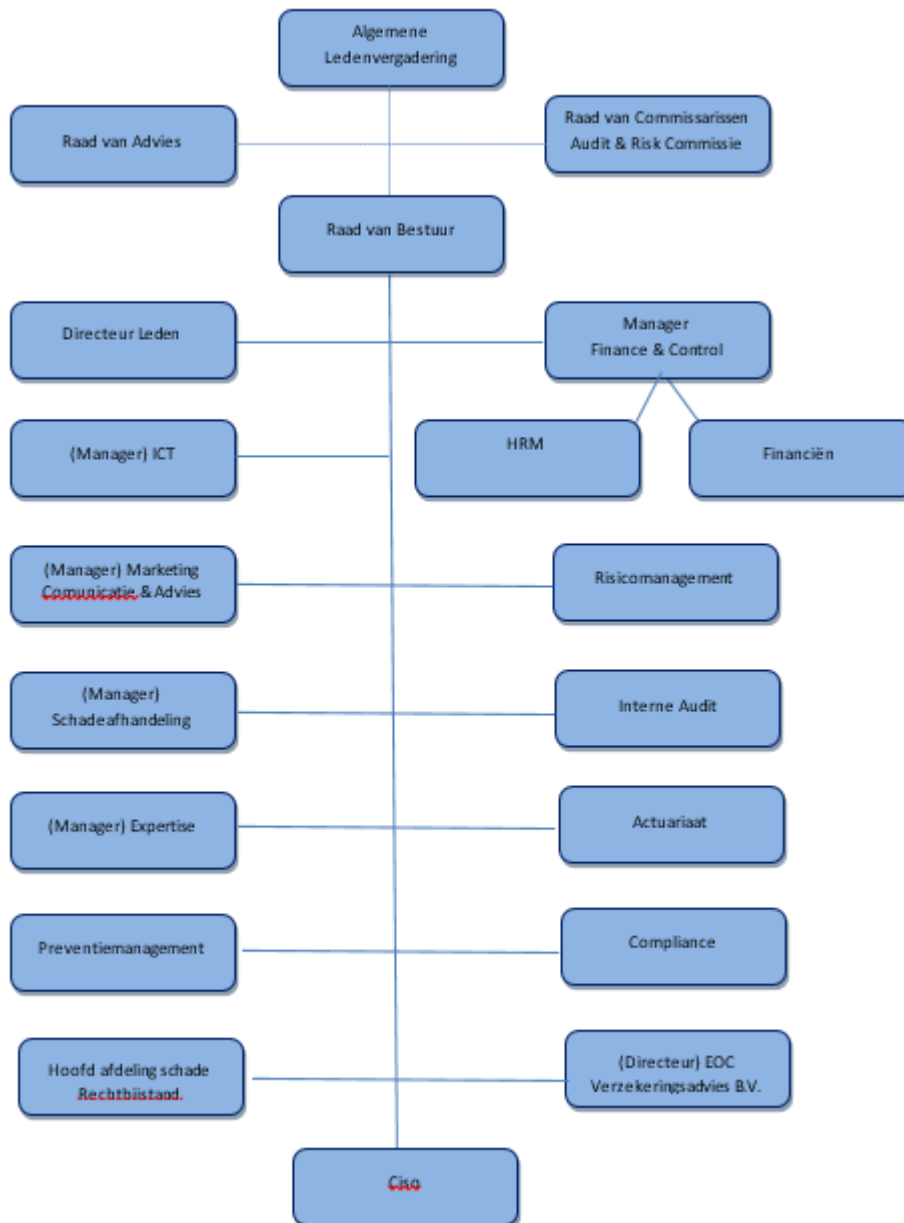 Algemene
Ledenvergadering
Raad van Advies
Raad van Commissarissen
Audit & Risk Commissie
Raad van Bestuur
Directeur Leden
Manager
Finance & Control
(Manager) ICT
HRM
Financiën
(Manager) Marketing
Comunicatie & Advies
Risicomanagement
(Manager)
Schadeafhandeling
Interne Audit
(Manager) Expertise
Actuariaat
Preventiemanagement
Compliance
Hoofd afdeling schade
Rechtbijstand.
(Directeur) EOC
Verzekeringsadvies B.V.
Ciso